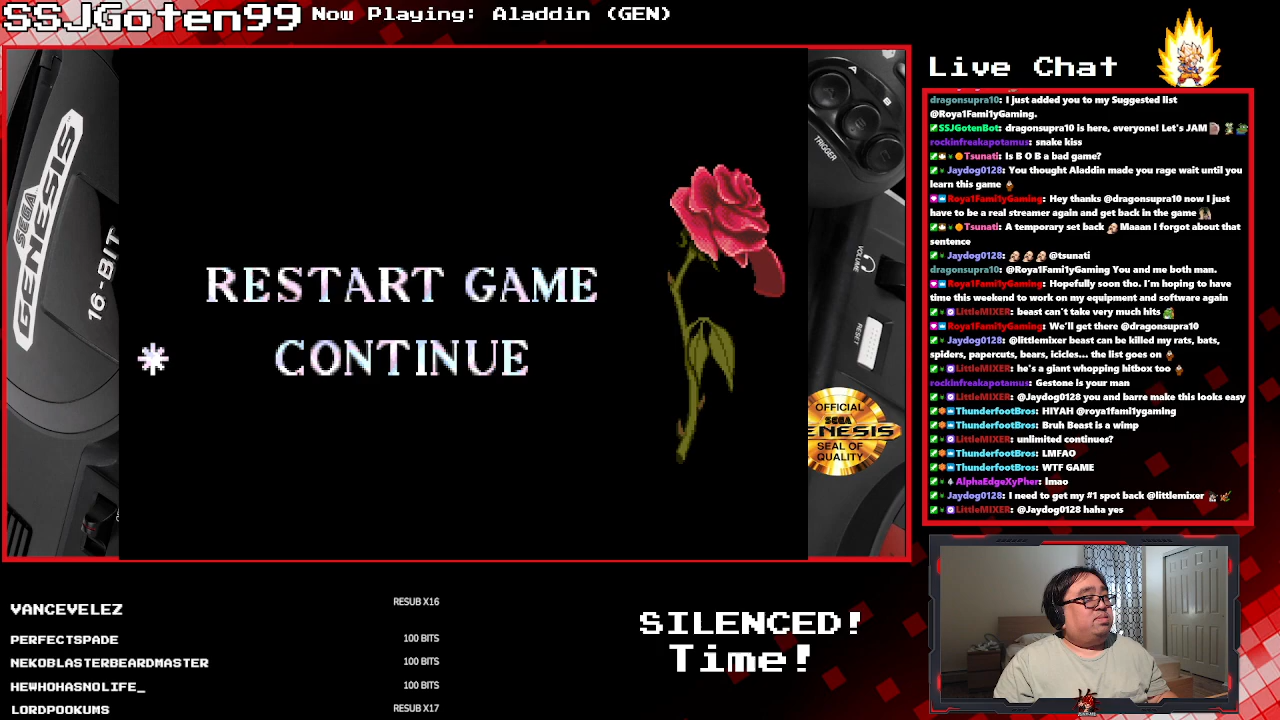 SSJGoten99
Now Playing: Aladdin (GEN)
Live Chat
SEGA
GENESIS
16-BIT
RESTART GAME
CONTINUE
TRIGGER
A
B
VOLUME
RESET
OFFICIAL
SEGA
GENESIS
SEAL OF
QUALITY
dragonsupra10: I just added you to my Suggested list
@Roya1Fami1yGaming.
SSJGotenBot: dragonsupra10 is here, everyone! Let's JAM
rockinfreakapotamus: snake kiss
Tsunati: Is B O B a bad game?
Jaydog0128: You thought Aladdin made you rage wait until you
learn this game
Roya1Fami1yGaming: Hey thanks @dragonsupra10 now I just
have to be a real streamer again and get back in the game
Tsunati: A temporary set back Maaan I forgot about that
sentence
Jaydog0128: @tsunati
dragonsupra10: @Roya1Fami1yGaming You and me both man.
Roya1Fami1yGaming: Hopefully soon tho. I'm hoping to have
time this weekend to work on my equipment and software again
LittleMIXER: beast can't take very much hits
Roya1Fami1yGaming: We'll get there @dragonsupra10
Jaydog0128: @littlemixer beast can be killed my rats, bats,
spiders, papercuts, bears, icicles... the list goes on
LittleMIXER: he's a giant whopping hitbox too
rockinfreakapotamus: Gestone is your man
LittleMIXER: @Jaydog0128 you and barre make this looks easy
ThunderfootBros: HIYAH @roya1fami1ygaming
ThunderfootBros: Bruh Beast is a wimp
LittleMIXER: unlimited continues?
ThunderfootBros: LMFAO
ThunderfootBros: WTF GAME
AlphaEdgeXyPher: lmao
Jaydog0128: I need to get my #1 spot back @littlemixer
LittleMIXER: @Jaydog0128 haha yes
VANCEVELEZ RESUB X16
PERFECTSPADE 100 BITS
NEKOBLASTERBEARDMASTER 100 BITS
HEWHOHASNOLIFE_ 100 BITS
LORDPOOKUMS RESUB X17
SILENCED!
Time!